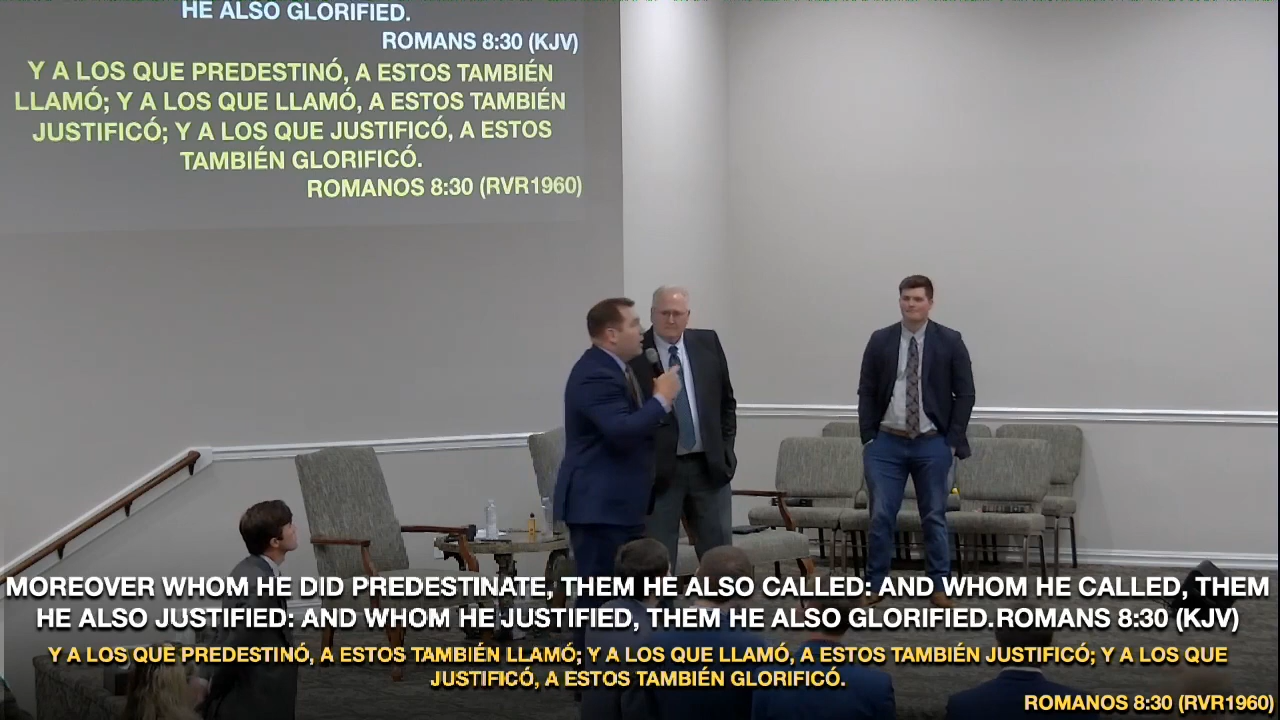 HE ALSO GLORIFIED.
ROMANS 8:30 (KJV)
Y A LOS QUE PREDESTINÓ, A ESTOS TAMBIÉN
LLAMÓ; Y A LOS QUE LLAMÓ, A ESTOS TAMBIÉN
JUSTIFICÓ; Y A LOS QUE JUSTIFICÓ, A ESTOS
TAMBIÉN GLORIFICÓ.
ROMANOS 8:30 (RVR1960)
MOREOVER WHOM HE DID PREDESTINATE, THEM HE ALSO CALLED: AND WHOM HE CALLED, THEM
HE ALSO JUSTIFIED: AND WHOM HE JUSTIFIED, THEM HE ALSO GLORIFIED.ROMANS 8:30 (KJV)
Y A LOS QUE PREDESTINÓ, A ESTOS TAMBIÉN LLAMÓ; Y A LOS QUE LLAMÓ, A ESTOS TAMBIÉN JUSTIFICÓ; Y A LOS QUE
JUSTIFICÓ, A ESTOS TAMBIÉN GLORIFICÓ.
ROMANOS 8:30 (RVR1960)